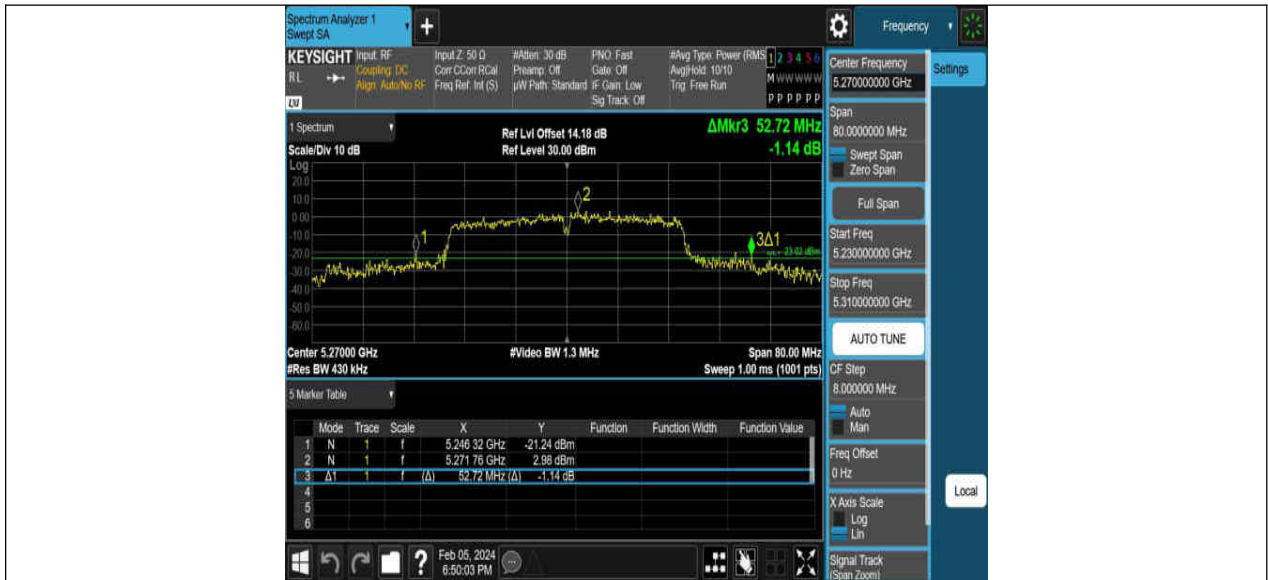 Spectrum Analyzer 1
Swept SA
+
Frequency
KEYSIGHT
RL
LXI
Input: RF
Coupling: DC
Align: Auto/No RF
Input Z: 50 Ω
Corr CCorr RCal
Freq Ref: Int (S)
#Atten: 30 dB
Preamp: Off
µW Path: Standard
PNO: Fast
Gate: Off
IF Gain: Low
Sig Track: Off
#Avg Type: Power (RMS
Avg|Hold: 10/10
Trig: Free Run
1 2 3 4 5 6
M W W W W W
P P P P P P
Center Frequency
5.270000000 GHz
Settings
Span
80.0000000 MHz
Swept Span
Zero Span
Full Span
Start Freq
5.230000000 GHz
Stop Freq
5.310000000 GHz
AUTO TUNE
CF Step
8.000000 MHz
Auto
Man
Freq Offset
0 Hz
X Axis Scale
Log
Lin
Signal Track
(Span Zoom)
Local
1 Spectrum
Scale/Div 10 dB
Ref Lvl Offset 14.18 dB
Ref Level 30.00 dBm
ΔMkr3 52.72 MHz
-1.14 dB
Log
20.0
10.0
0.00
-10.0
-20.0
-30.0
-40.0
-50.0
-60.0
1
2
3Δ1
-23.02 dBm
Center 5.27000 GHz
#Video BW 1.3 MHz
Span 80.00 MHz
#Res BW 430 kHz
Sweep 1.00 ms (1001 pts)
5 Marker Table
Mode Trace Scale X Y Function Function Width Function Value
1 N 1 f 5.246 32 GHz -21.24 dBm
2 N 1 f 5.271 76 GHz 2.98 dBm
3 Δ1 1 f (Δ) 52.72 MHz (Δ) -1.14 dB
4
5
6
?
Feb 05, 2024
6:50:03 PM